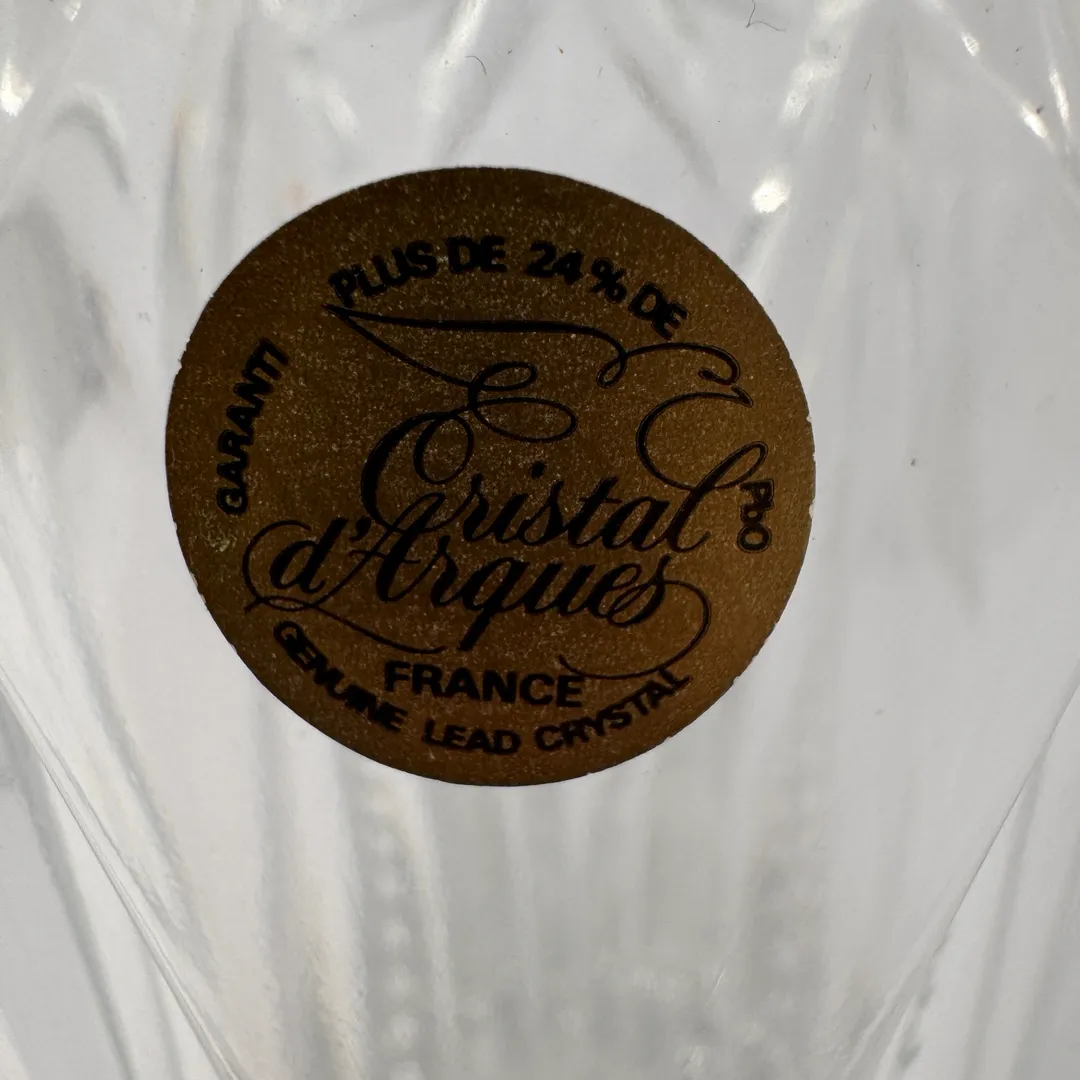 GARANTI
PLUS DE 24% DE
PbO
Cristal
d'Arques
FRANCE
GENUINE LEAD CRYSTAL